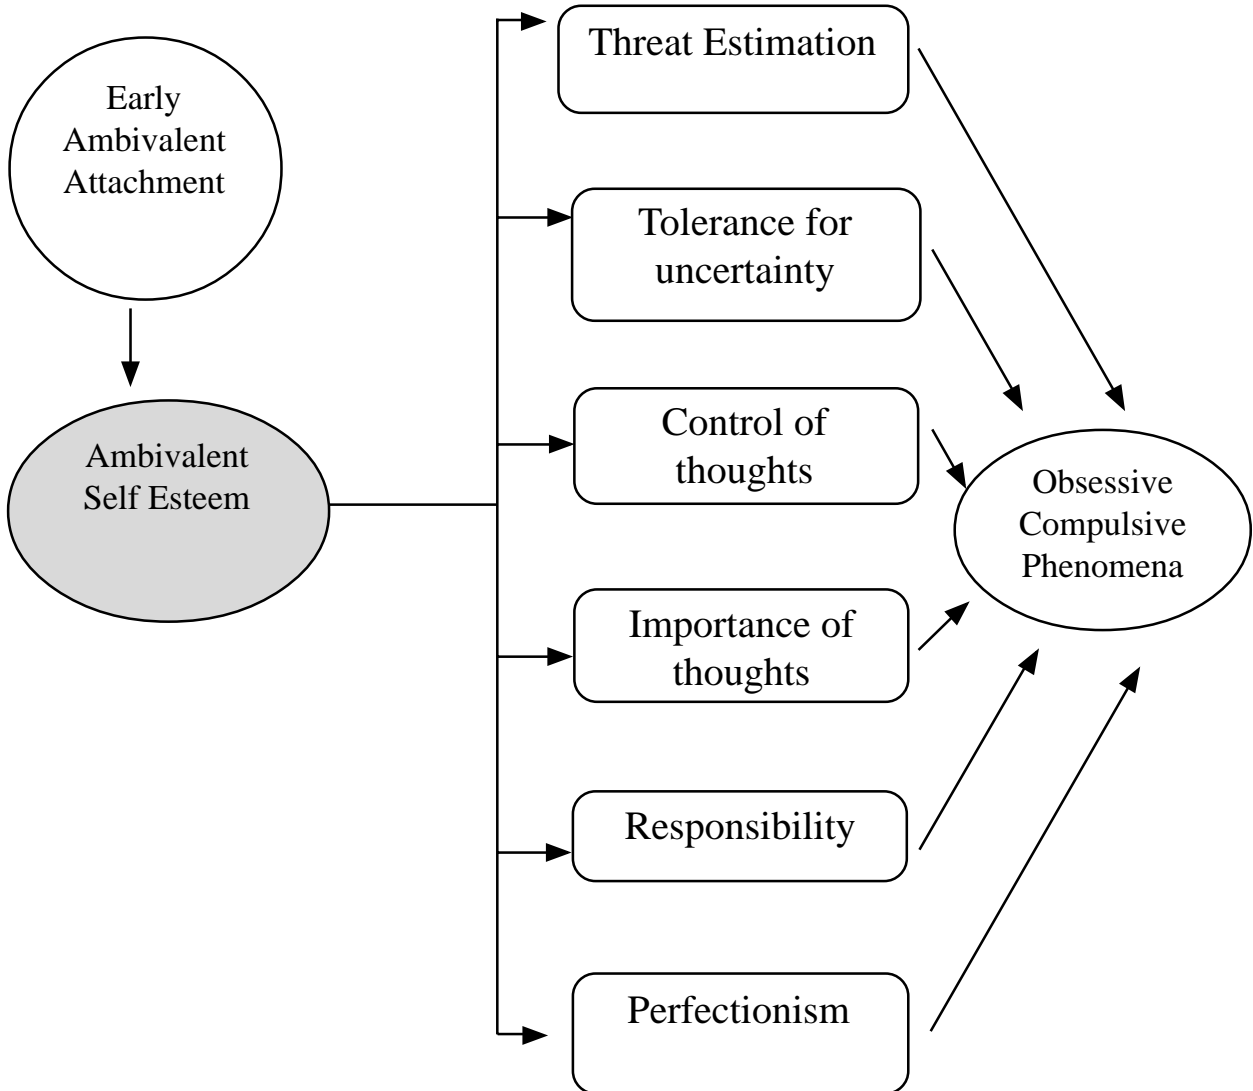 Early
Ambivalent
Attachment
Ambivalent
Self Esteem
Threat Estimation
Tolerance for
uncertainty
Control of
thoughts
Importance of
thoughts
Responsibility
Perfectionism
Obsessive
Compulsive
Phenomena